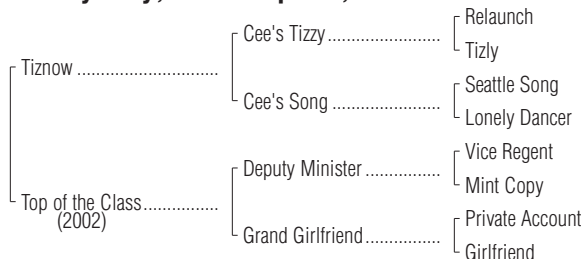 Relaunch
Cee's Tizzy
Tizly
Tiznow
Seattle Song
Cee's Song
Lonely Dancer
Vice Regent
Deputy Minister
Mint Copy
Top of the Class
(2002)
Private Account
Grand Girlfriend
Girlfriend